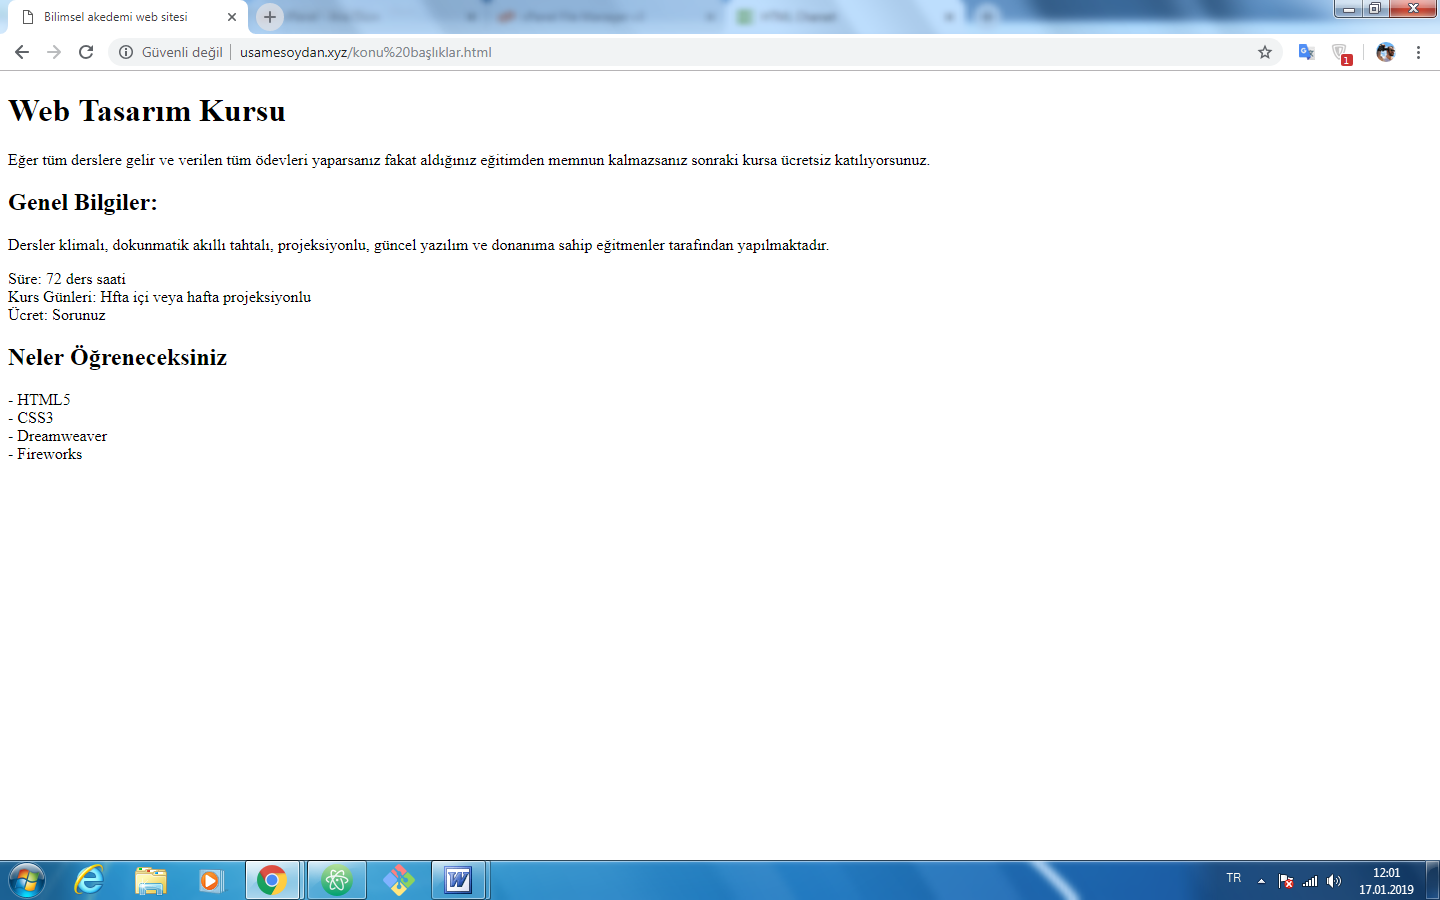 Bilimsel akedemi web sitesi
Güvenli değil
usamesoydan.xyz/konu%20başlıklar.html
1
Web Tasarım Kursu
Eğer tüm derslere gelir ve verilen tüm ödevleri yaparsanız fakat aldığınız eğitimden memnun kalmazsanız sonraki kursa ücretsiz katılıyorsunuz.
Genel Bilgiler:
Dersler klimalı, dokunmatik akıllı tahtalı, projeksiyonlu, güncel yazılım ve donanıma sahip eğitmenler tarafından yapılmaktadır.
Süre: 72 ders saati
Kurs Günleri: Hfta içi veya hafta projeksiyonlu
Ücret: Sorunuz
Neler Öğreneceksiniz
- HTML5
- CSS3
- Dreamweaver
- Fireworks
TR
12:01
17.01.2019